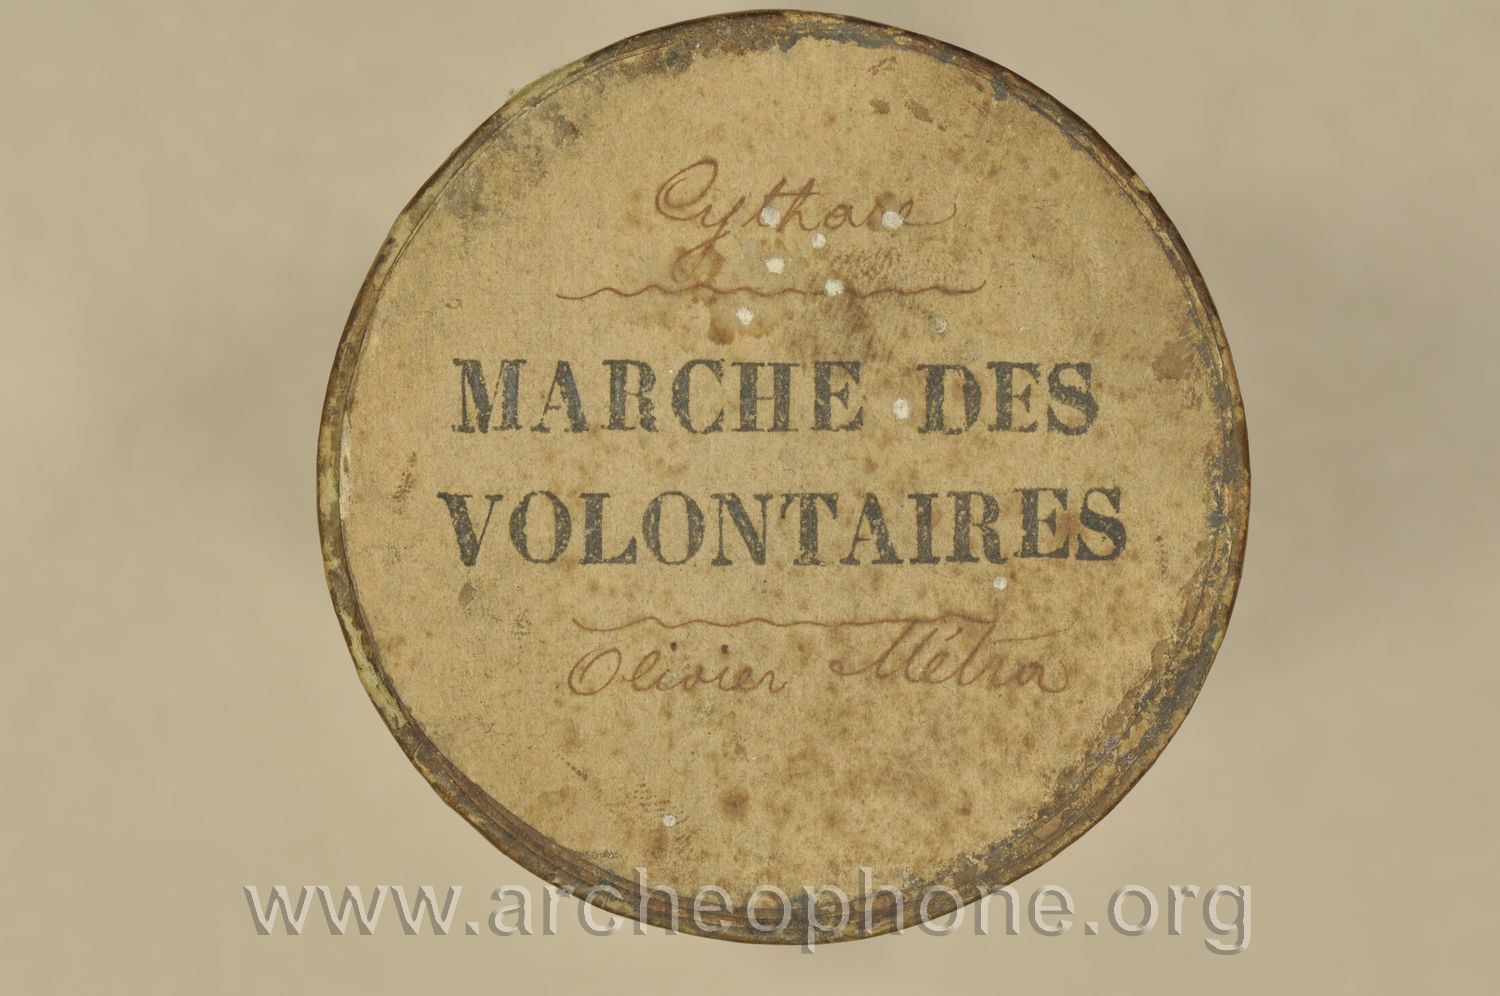 Cythare
MARCHE DES
VOLONTAIRES
Olivier Métra
www.archeophone.org